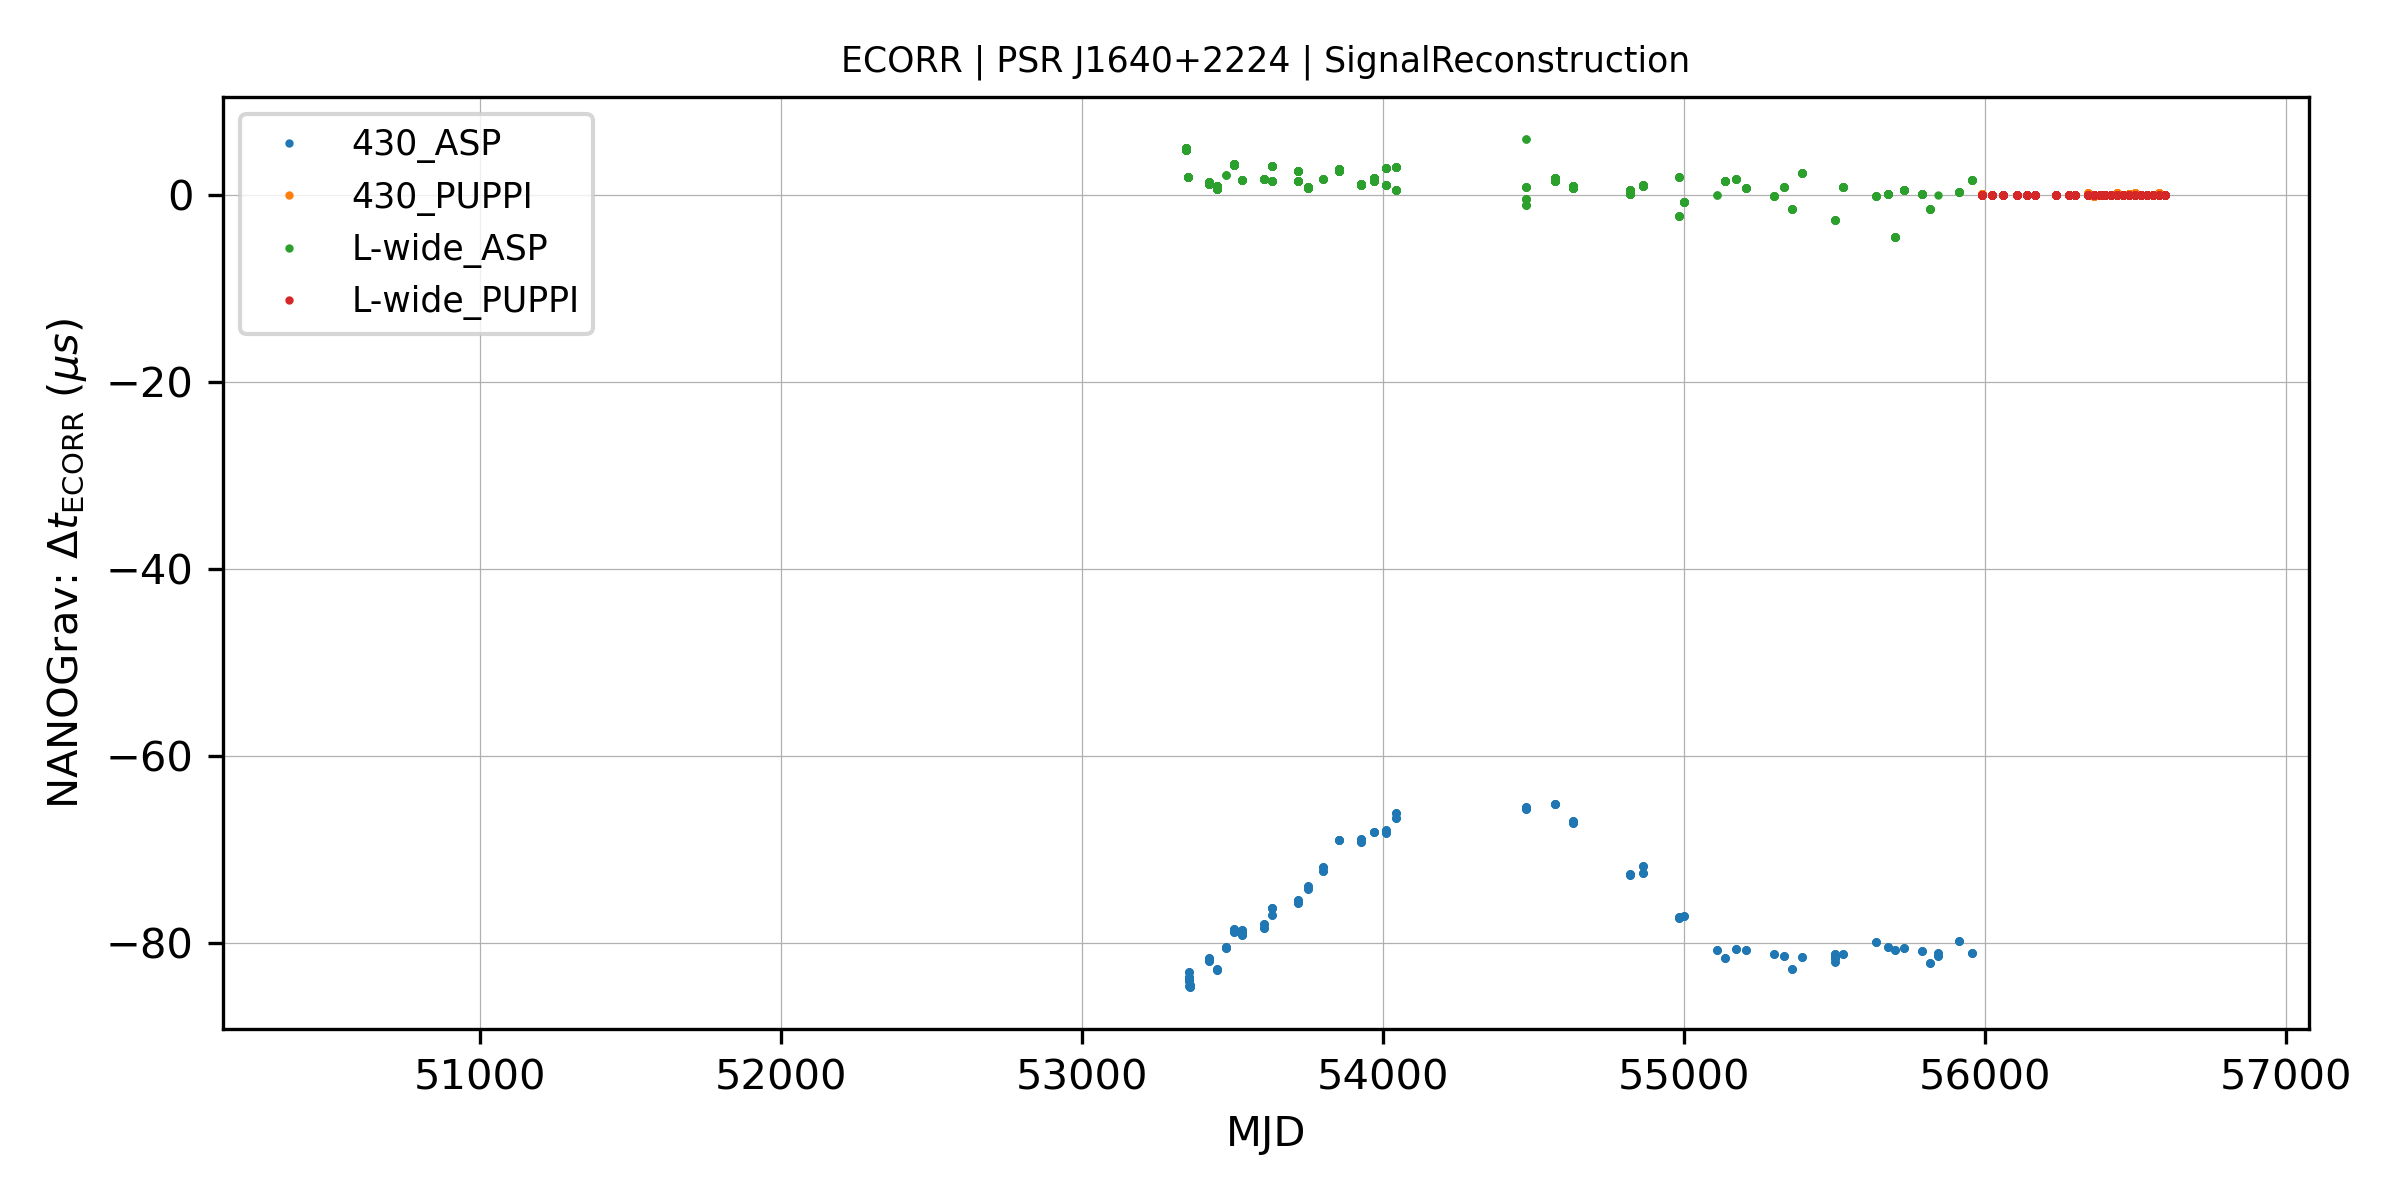 ECORR | PSR J1640+2224 | SignalReconstruction
430_ASP
430_PUPPI
L-wide_ASP
L-wide_PUPPI
NANOGrav: Δt_ECORR (μs)
0
−20
−40
−60
−80
51000 52000 53000 54000 55000 56000 57000
MJD